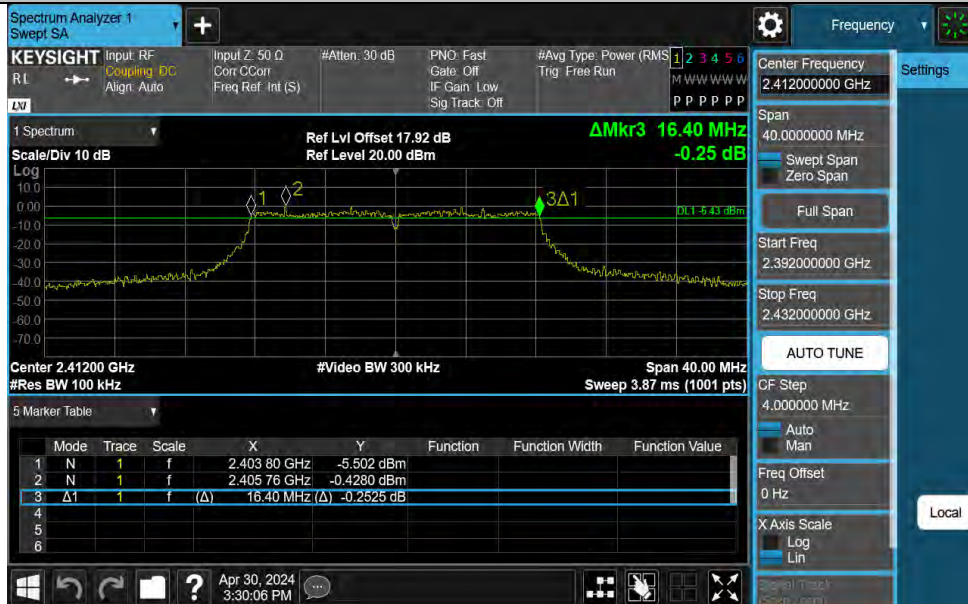 Spectrum Analyzer 1
Swept SA
+
Frequency
KEYSIGHT Input: RF Input Z: 50 Ω #Atten: 30 dB PNO: Fast #Avg Type: Power (RMS 1 2 3 4 5 6
Coupling: DC Corr CCorr Gate: Off Trig: Free Run M W W W W W
Align: Auto Freq Ref: Int (S) IF Gain: Low
LXI Sig Track: Off P P P P P P
1 Spectrum
Scale/Div 10 dB
Ref Lvl Offset 17.92 dB
Ref Level 20.00 dBm
ΔMkr3 16.40 MHz
-0.25 dB
Log
10.0
0.00
-10.0
-20.0
-30.0
-40.0
-50.0
-60.0
-70.0
1
2
3Δ1
DL1 -6.43 dBm
Center 2.41200 GHz #Video BW 300 kHz Span 40.00 MHz
#Res BW 100 kHz Sweep 3.87 ms (1001 pts)
5 Marker Table
Mode Trace Scale X Y Function Function Width Function Value
1 N 1 f 2.403 80 GHz -5.502 dBm
2 N 1 f 2.405 76 GHz -0.4280 dBm
3 Δ1 1 f (Δ) 16.40 MHz (Δ) -0.2525 dB
4
5
6
Apr 30, 2024
3:30:06 PM
Center Frequency
2.412000000 GHz
Span
40.0000000 MHz
Swept Span
Zero Span
Full Span
Start Freq
2.392000000 GHz
Stop Freq
2.432000000 GHz
AUTO TUNE
CF Step
4.000000 MHz
Auto
Man
Freq Offset
0 Hz
X Axis Scale
Log
Lin
Signal Track
Settings
Local